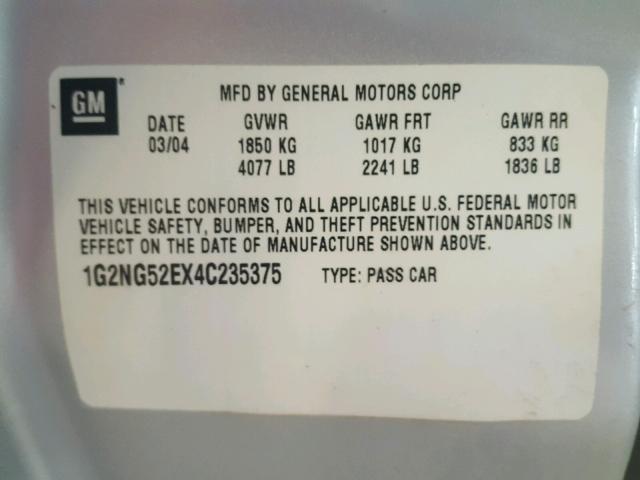 GM
MFD BY GENERAL MOTORS CORP
DATE GVWR GAWR FRT GAWR RR
03/04 1850 KG 1017 KG 833 KG
4077 LB 2241 LB 1836 LB
THIS VEHICLE CONFORMS TO ALL APPLICABLE U.S. FEDERAL MOTOR
VEHICLE SAFETY, BUMPER, AND THEFT PREVENTION STANDARDS IN
EFFECT ON THE DATE OF MANUFACTURE SHOWN ABOVE.
1G2NG52EX4C235375 TYPE: PASS CAR